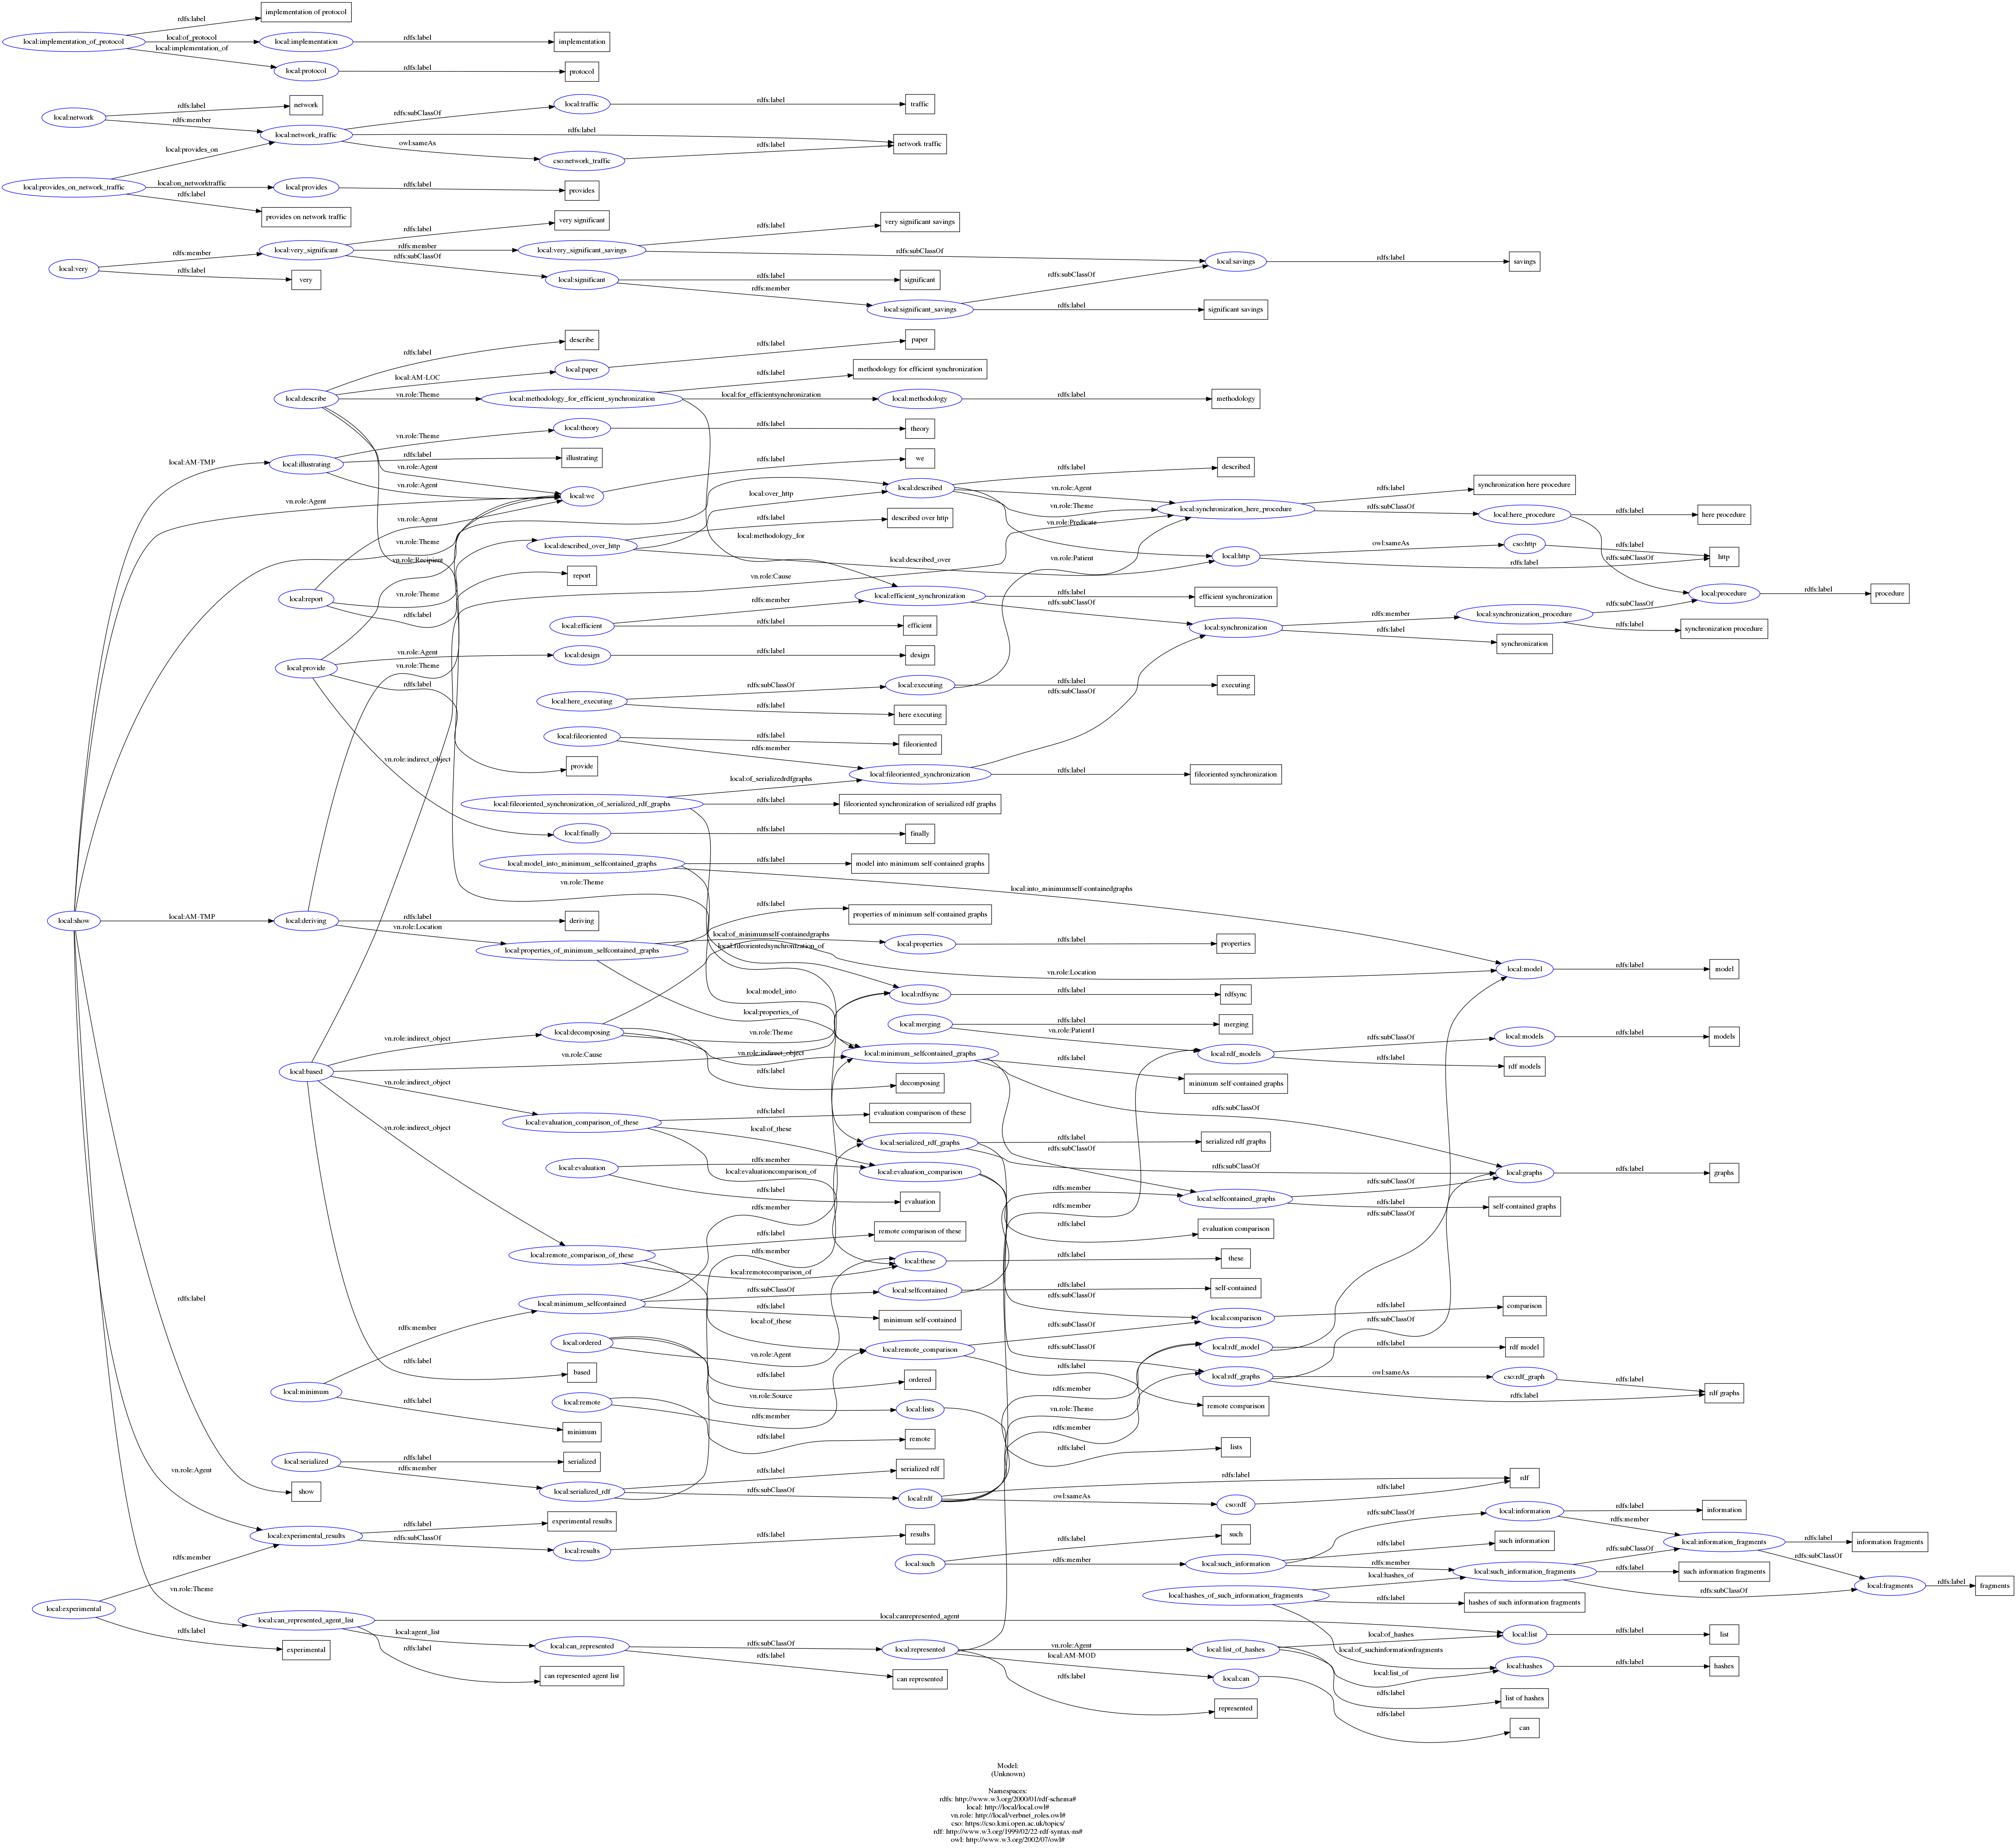 rdfs:label
implementation of protocol
local:implementation_of_protocol
local:of_protocol
local:implementation
rdfs:label
implementation
local:implementation_of
local:protocol
rdfs:label
protocol
local:network
rdfs:label
network
rdfs:member
local:network_traffic
rdfs:subClassOf
local:traffic
rdfs:label
traffic
rdfs:label
network traffic
owl:sameAs
cso:network_traffic
rdfs:label
local:provides_on
local:provides_on_network_traffic
local:on_networktraffic
local:provides
rdfs:label
provides
rdfs:label
provides on network traffic
local:very
rdfs:member
local:very_significant
rdfs:label
very significant
rdfs:member
local:very_significant_savings
rdfs:label
very significant savings
rdfs:subClassOf
local:savings
rdfs:label
savings
rdfs:label
very
rdfs:subClassOf
local:significant
rdfs:label
significant
rdfs:member
local:significant_savings
rdfs:subClassOf
rdfs:label
significant savings
local:describe
rdfs:label
describe
local:AM-LOC
local:paper
rdfs:label
paper
vn.role:Theme
local:methodology_for_efficient_synchronization
rdfs:label
methodology for efficient synchronization
local:for_efficientsynchronization
local:methodology
rdfs:label
methodology
local:AM-TMP
local:illustrating
vn.role:Theme
local:theory
rdfs:label
theory
rdfs:label
illustrating
vn.role:Agent
vn.role:Agent
vn.role:Agent
local:we
rdfs:label
we
local:over_http
local:described
rdfs:label
described
vn.role:Agent
vn.role:Theme
vn.role:Predicate
local:synchronization_here_procedure
rdfs:label
synchronization here procedure
rdfs:subClassOf
local:here_procedure
rdfs:label
here procedure
rdfs:subClassOf
vn.role:Agent
vn.role:Theme
vn.role:Recipient
local:described_over_http
rdfs:label
described over http
local:methodology_for
local:described_over
vn.role:Patient
local:http
owl:sameAs
cso:http
rdfs:label
http
rdfs:label
local:report
vn.role:Theme
rdfs:label
report
vn.role:Cause
local:efficient
rdfs:member
local:efficient_synchronization
rdfs:label
efficient synchronization
rdfs:subClassOf
rdfs:label
efficient
local:synchronization
rdfs:member
local:synchronization_procedure
rdfs:subClassOf
local:procedure
rdfs:label
procedure
rdfs:label
synchronization procedure
rdfs:label
synchronization
local:provide
vn.role:Agent
local:design
rdfs:label
design
vn.role:Theme
rdfs:label
provide
local:here_executing
rdfs:subClassOf
local:executing
rdfs:label
executing
rdfs:subClassOf
rdfs:label
here executing
local:fileoriented
rdfs:label
fileoriented
rdfs:member
local:fileoriented_synchronization
rdfs:label
fileoriented synchronization
vn.role:indirect_object
local:of_serializedrdfgraphs
local:fileoriented_synchronization_of_serialized_rdf_graphs
rdfs:label
fileoriented synchronization of serialized rdf graphs
local:finally
rdfs:label
finally
local:model_into_minimum_selfcontained_graphs
rdfs:label
model into minimum self-contained graphs
local:into_minimumself-containedgraphs
vn.role:Theme
local:show
local:AM-TMP
local:deriving
rdfs:label
deriving
vn.role:Location
local:properties_of_minimum_selfcontained_graphs
rdfs:label
properties of minimum self-contained graphs
local:of_minimumself-containedgraphs
local:fileorientedsynchronization_of
local:properties
rdfs:label
properties
vn.role:Location
local:model
rdfs:label
model
local:model_into
local:properties_of
local:rdfsync
rdfs:label
rdfsync
local:decomposing
vn.role:Theme
vn.role:indirect_object
rdfs:label
decomposing
local:merging
rdfs:label
merging
vn.role:Patient1
local:rdf_models
rdfs:subClassOf
local:models
rdfs:label
models
rdfs:label
rdf models
vn.role:indirect_object
vn.role:Cause
local:based
local:minimum_selfcontained_graphs
rdfs:label
minimum self-contained graphs
rdfs:subClassOf
rdfs:subClassOf
vn.role:indirect_object
local:evaluation_comparison_of_these
rdfs:label
evaluation comparison of these
local:of_these
local:evaluationcomparison_of
vn.role:indirect_object
local:serialized_rdf_graphs
rdfs:label
serialized rdf graphs
rdfs:subClassOf
local:graphs
rdfs:label
graphs
local:evaluation
rdfs:member
local:evaluation_comparison
rdfs:label
evaluation
rdfs:member
rdfs:member
local:selfcontained_graphs
rdfs:subClassOf
rdfs:label
self-contained graphs
rdfs:subClassOf
rdfs:member
rdfs:label
evaluation comparison
local:remote_comparison_of_these
rdfs:label
remote comparison of these
rdfs:member
local:remotecomparison_of
local:these
rdfs:label
these
local:minimum_selfcontained
rdfs:subClassOf
local:selfcontained
rdfs:label
self-contained
rdfs:label
minimum self-contained
rdfs:subClassOf
local:comparison
rdfs:label
comparison
rdfs:label
rdfs:member
local:of_these
local:ordered
vn.role:Agent
rdfs:label
ordered
vn.role:Source
local:remote_comparison
rdfs:subClassOf
rdfs:subClassOf
rdfs:label
remote comparison
local:rdf_model
rdfs:label
rdf model
rdfs:subClassOf
local:rdf_graphs
owl:sameAs
cso:rdf_graph
rdfs:label
rdf graphs
rdfs:label
rdfs:label
based
local:minimum
rdfs:label
minimum
local:remote
rdfs:member
rdfs:label
remote
local:lists
rdfs:member
vn.role:Theme
rdfs:member
rdfs:label
lists
local:serialized
rdfs:label
serialized
rdfs:member
local:serialized_rdf
rdfs:label
serialized rdf
rdfs:subClassOf
local:rdf
rdfs:label
rdf
owl:sameAs
cso:rdf
rdfs:label
vn.role:Agent
show
local:experimental_results
rdfs:label
experimental results
rdfs:subClassOf
local:results
rdfs:label
results
rdfs:member
vn.role:Theme
local:experimental
rdfs:label
experimental
local:such
rdfs:label
such
rdfs:member
local:such_information
rdfs:subClassOf
local:information
rdfs:label
information
rdfs:member
rdfs:label
such information
rdfs:member
local:such_information_fragments
rdfs:subClassOf
local:information_fragments
rdfs:label
information fragments
rdfs:subClassOf
rdfs:label
such information fragments
rdfs:subClassOf
local:fragments
rdfs:label
fragments
local:hashes_of_such_information_fragments
local:hashes_of
rdfs:label
hashes of such information fragments
local:can_represented_agent_list
local:canrepresented_agent
local:agent_list
rdfs:label
can represented agent list
local:can_represented
rdfs:subClassOf
local:represented
rdfs:label
can represented
vn.role:Agent
local:list_of_hashes
local:of_hashes
local:list
rdfs:label
list
local:of_suchinformationfragments
local:list_of
local:hashes
rdfs:label
hashes
local:AM-MOD
local:can
rdfs:label
represented
rdfs:label
list of hashes
rdfs:label
can
Model:
(Unknown)
Namespaces:
rdfs: http://www.w3.org/2000/01/rdf-schema#
local: http://local/local.owl#
vn.role: http://local/verbnet_roles.owl#
cso: https://cso.kmi.open.ac.uk/topics/
rdf: http://www.w3.org/1999/02/22-rdf-syntax-ns#
owl: http://www.w3.org/2002/07/owl#